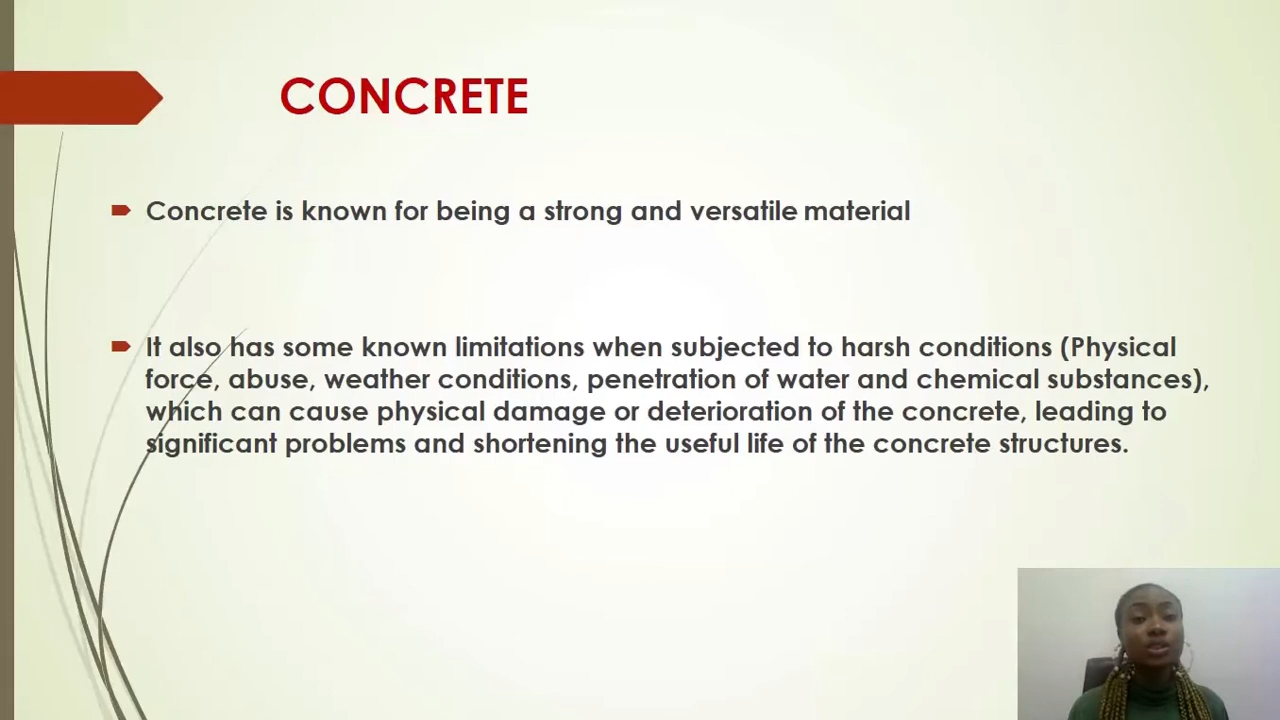 CONCRETE
Concrete is known for being a strong and versatile material
It also has some known limitations when subjected to harsh conditions (Physical
force, abuse, weather conditions, penetration of water and chemical substances),
which can cause physical damage or deterioration of the concrete, leading to
significant problems and shortening the useful life of the concrete structures.